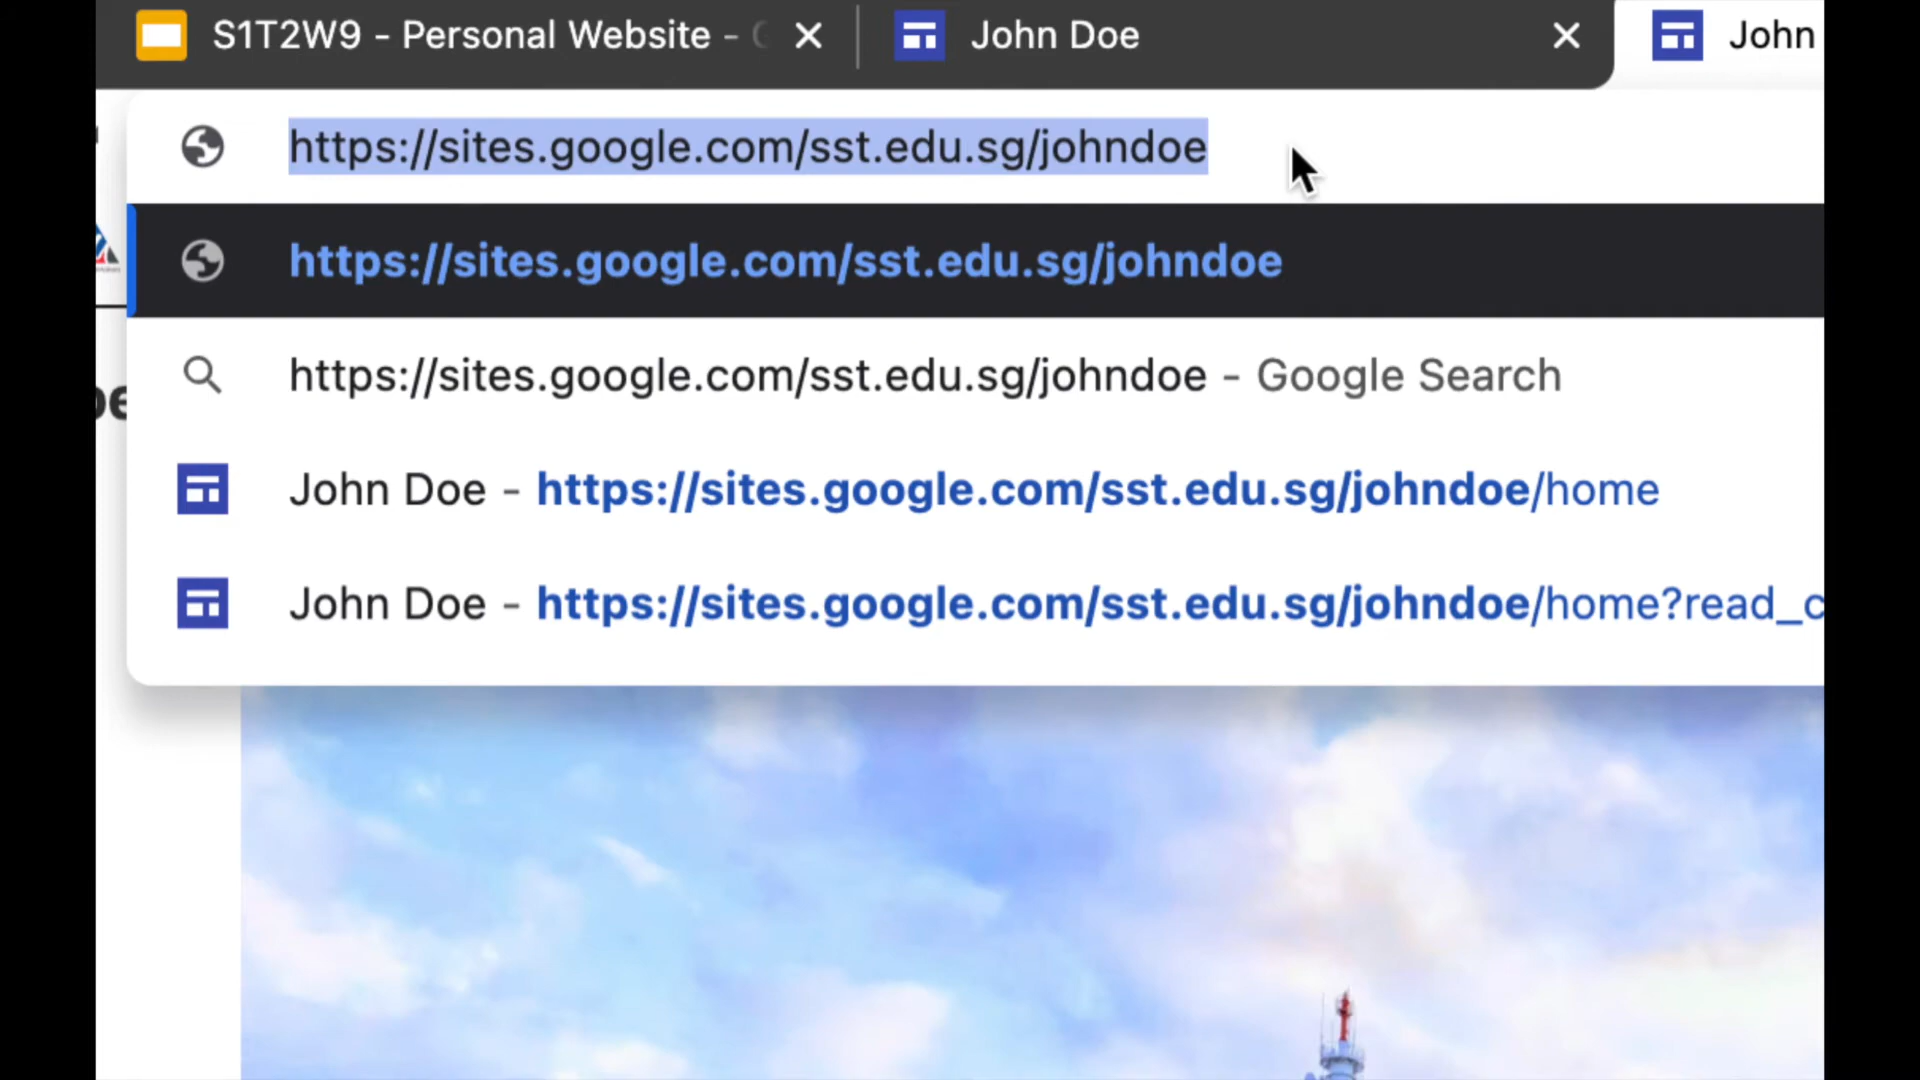 S1T2W9 - Personal Website -
John Doe
John
https://sites.google.com/sst.edu.sg/johndoe
https://sites.google.com/sst.edu.sg/johndoe
https://sites.google.com/sst.edu.sg/johndoe - Google Search
John Doe - https://sites.google.com/sst.edu.sg/johndoe/home
John Doe - https://sites.google.com/sst.edu.sg/johndoe/home?read_c